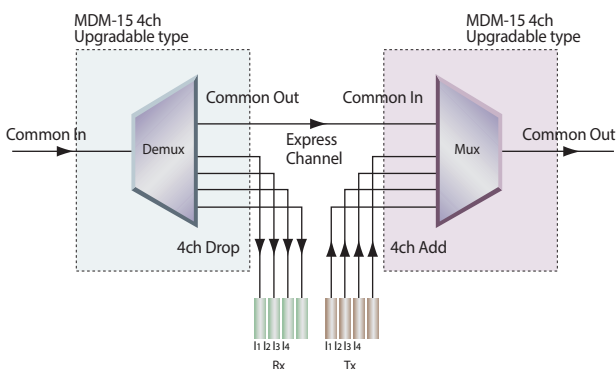 MDM-15 4ch
Upgradable type
MDM-15 4ch
Upgradable type
Common In
Common Out
Common In
Common Out
Demux
Express
Channel
Mux
4ch Drop
4ch Add
l1 l2 l3 l4
l1 l2 l3 l4
Rx
Tx